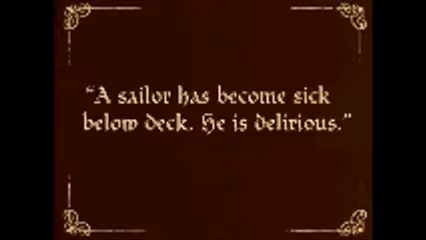 “A sailor has become sick
below deck. He is delirious.”